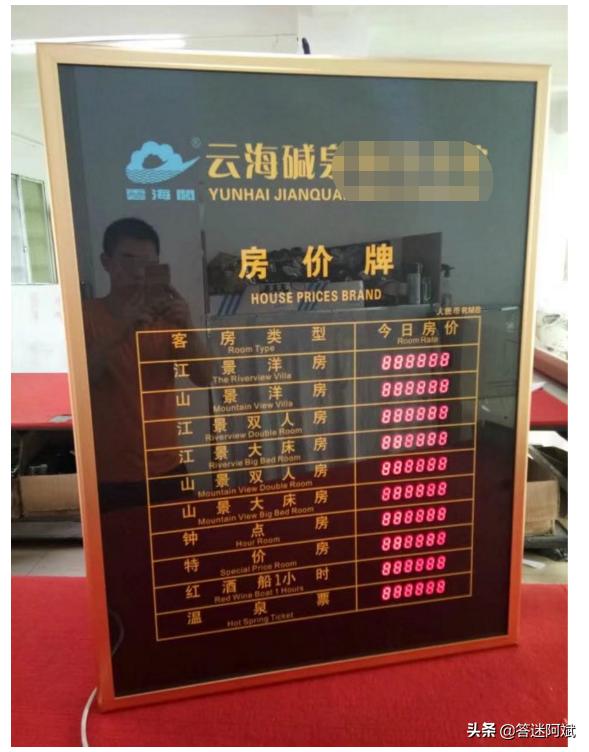 雲海閣
®
云海碱泉
YUNHAI JIANQUA
房价牌
HOUSE PRICES BRAND
人民币RMB
客房类型 今日房价
Room Type Room Rate
江景洋房 888888
The Riverview Villa
山景洋房 888888
Mountain View Villa
江景双人房 888888
Riverview Double Room
江景大床房 888888
Rivervie Big Bed Room
山景双人房 888888
Mountain View Double Room
山景大床房 888888
Mountain View Big Bed Room
钟点房 888888
Hour Room
特价房 888888
Special Price Room
红酒船1小时 888888
Red Wine Boat 1 Hours
温泉票 888888
Hot Spring Ticket
头条 @答迷阿斌